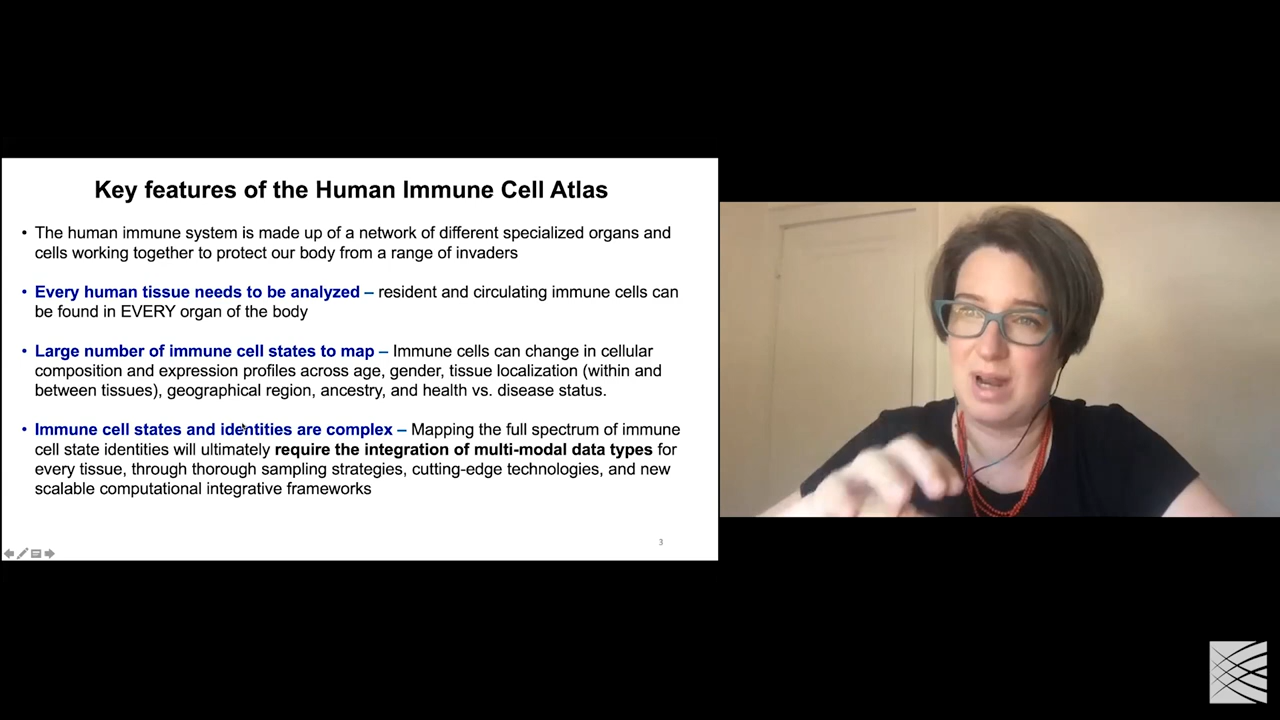 Key features of the Human Immune Cell Atlas
• The human immune system is made up of a network of different specialized organs and
cells working together to protect our body from a range of invaders
• Every human tissue needs to be analyzed – resident and circulating immune cells can
be found in EVERY organ of the body
• Large number of immune cell states to map – Immune cells can change in cellular
composition and expression profiles across age, gender, tissue localization (within and
between tissues), geographical region, ancestry, and health vs. disease status.
• Immune cell states and identities are complex – Mapping the full spectrum of immune
cell state identities will ultimately require the integration of multi-modal data types for
every tissue, through thorough sampling strategies, cutting-edge technologies, and new
scalable computational integrative frameworks
3